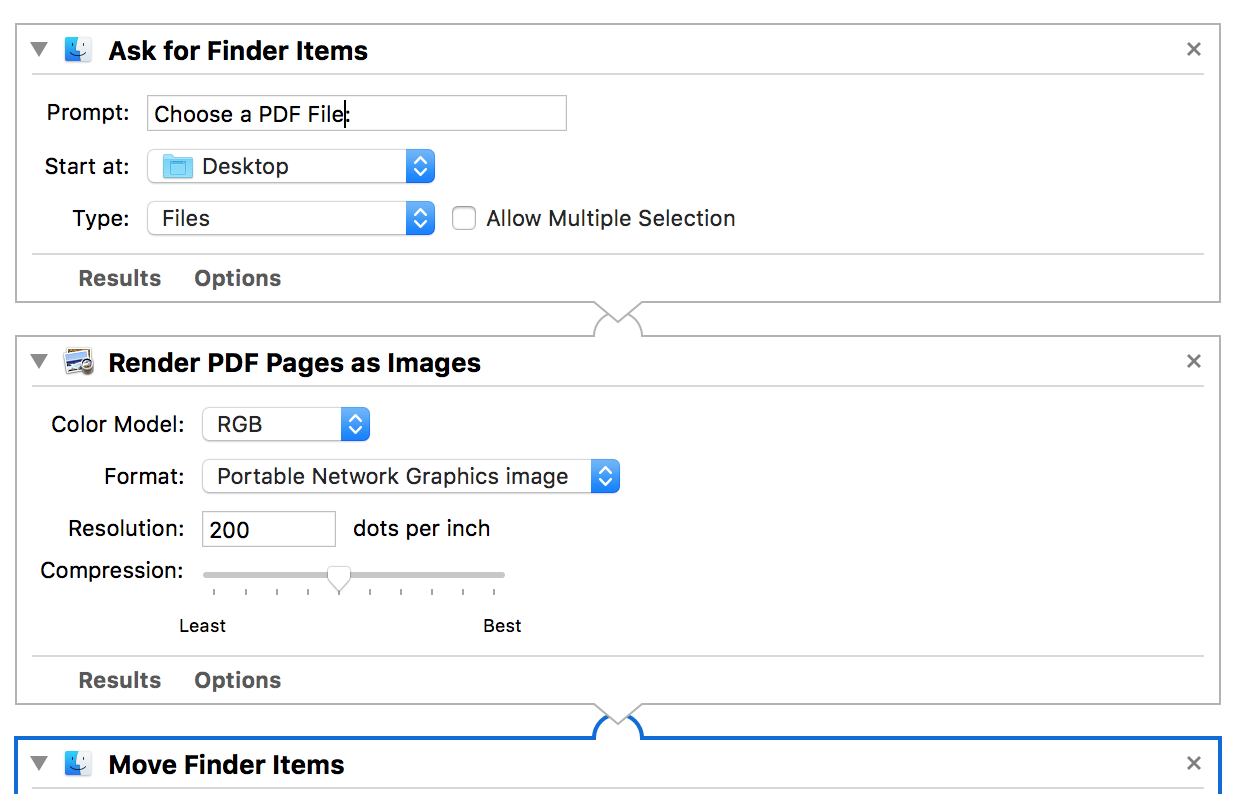 Ask for Finder Items
Prompt: Choose a PDF File:
Start at: Desktop
Type: Files Allow Multiple Selection
Results Options
Render PDF Pages as Images
Color Model: RGB
Format: Portable Network Graphics image
Resolution: 200 dots per inch
Compression:
Least Best
Results Options
Move Finder Items